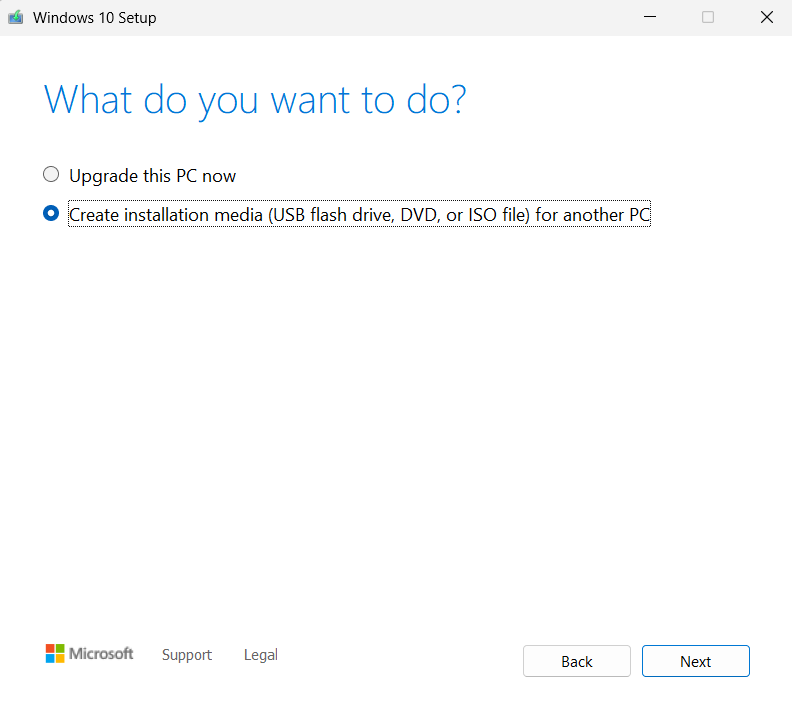 Windows 10 Setup
What do you want to do?
Upgrade this PC now
Create installation media (USB flash drive, DVD, or ISO file) for another PC
Microsoft Support Legal Back Next